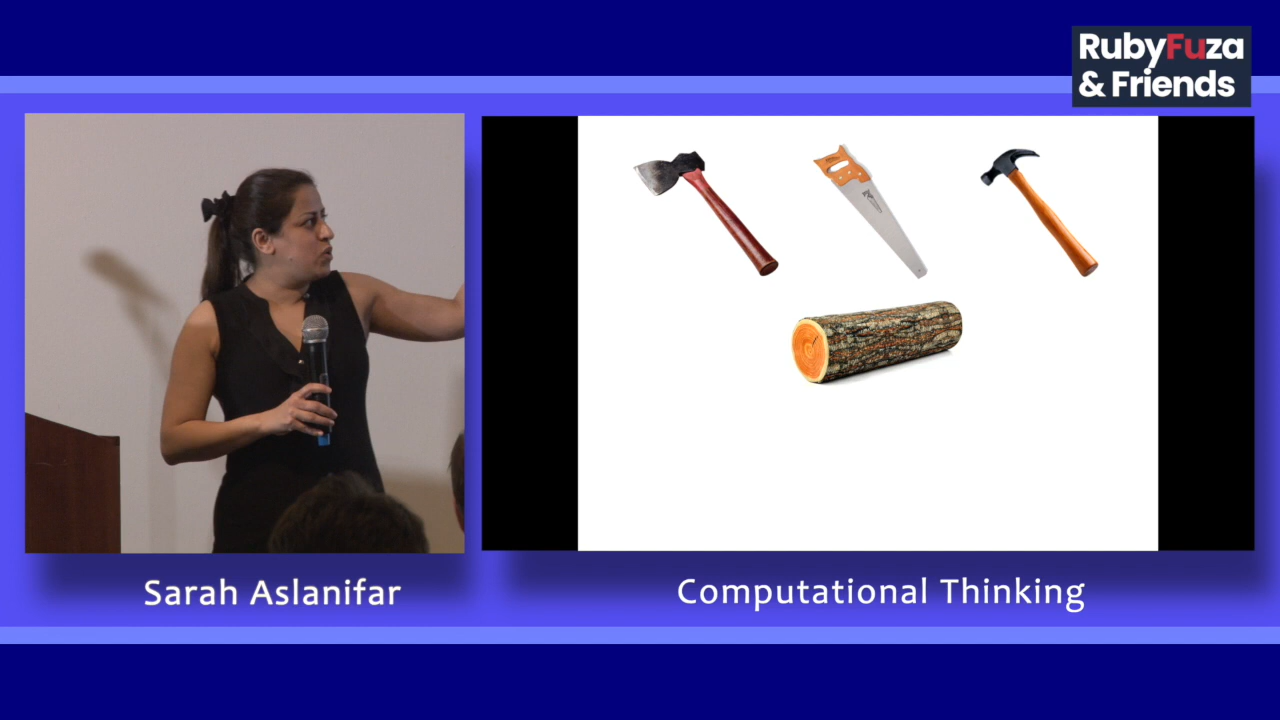 RubyFuza
& Friends
Sarah Aslanifar
Computational Thinking